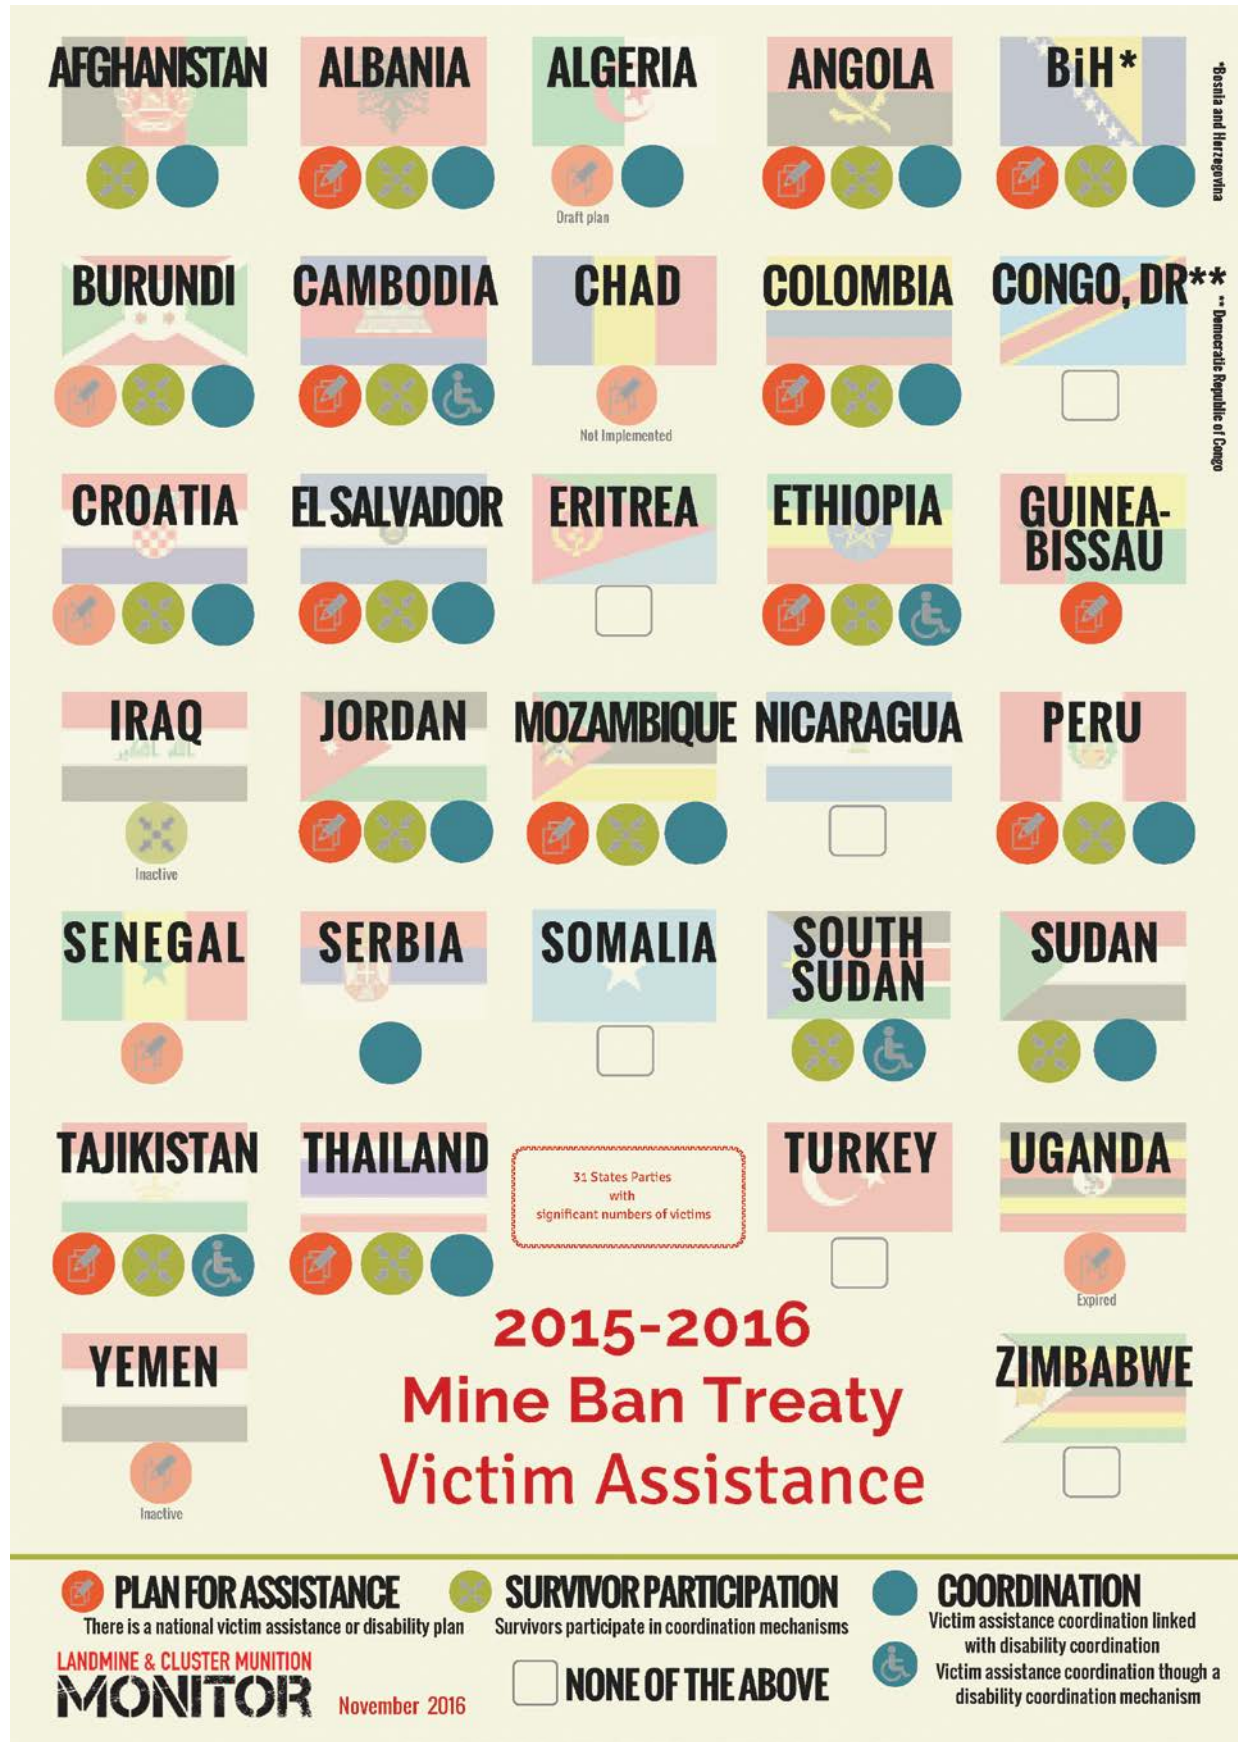 AFGHANISTAN
ALBANIA
ALGERIA
ANGOLA
BiH*
*Bosnia and Herzegovina
Draft plan
BURUNDI
CAMBODIA
CHAD
COLOMBIA
CONGO, DR**
** Democratic Republic of Congo
Not Implemented
CROATIA
EL SALVADOR
ERITREA
ETHIOPIA
GUINEA-
BISSAU
IRAQ
JORDAN
MOZAMBIQUE
NICARAGUA
PERU
Inactive
SENEGAL
SERBIA
SOMALIA
SOUTH
SUDAN
SUDAN
TAJIKISTAN
THAILAND
31 States Parties
with
significant numbers of victims
TURKEY
UGANDA
Expired
YEMEN
Inactive
2015-2016
Mine Ban Treaty
Victim Assistance
ZIMBABWE
PLAN FOR ASSISTANCE
There is a national victim assistance or disability plan
SURVIVOR PARTICIPATION
Survivors participate in coordination mechanisms
COORDINATION
Victim assistance coordination linked
with disability coordination
Victim assistance coordination though a
disability coordination mechanism
NONE OF THE ABOVE
LANDMINE & CLUSTER MUNITION
MONITOR
November 2016